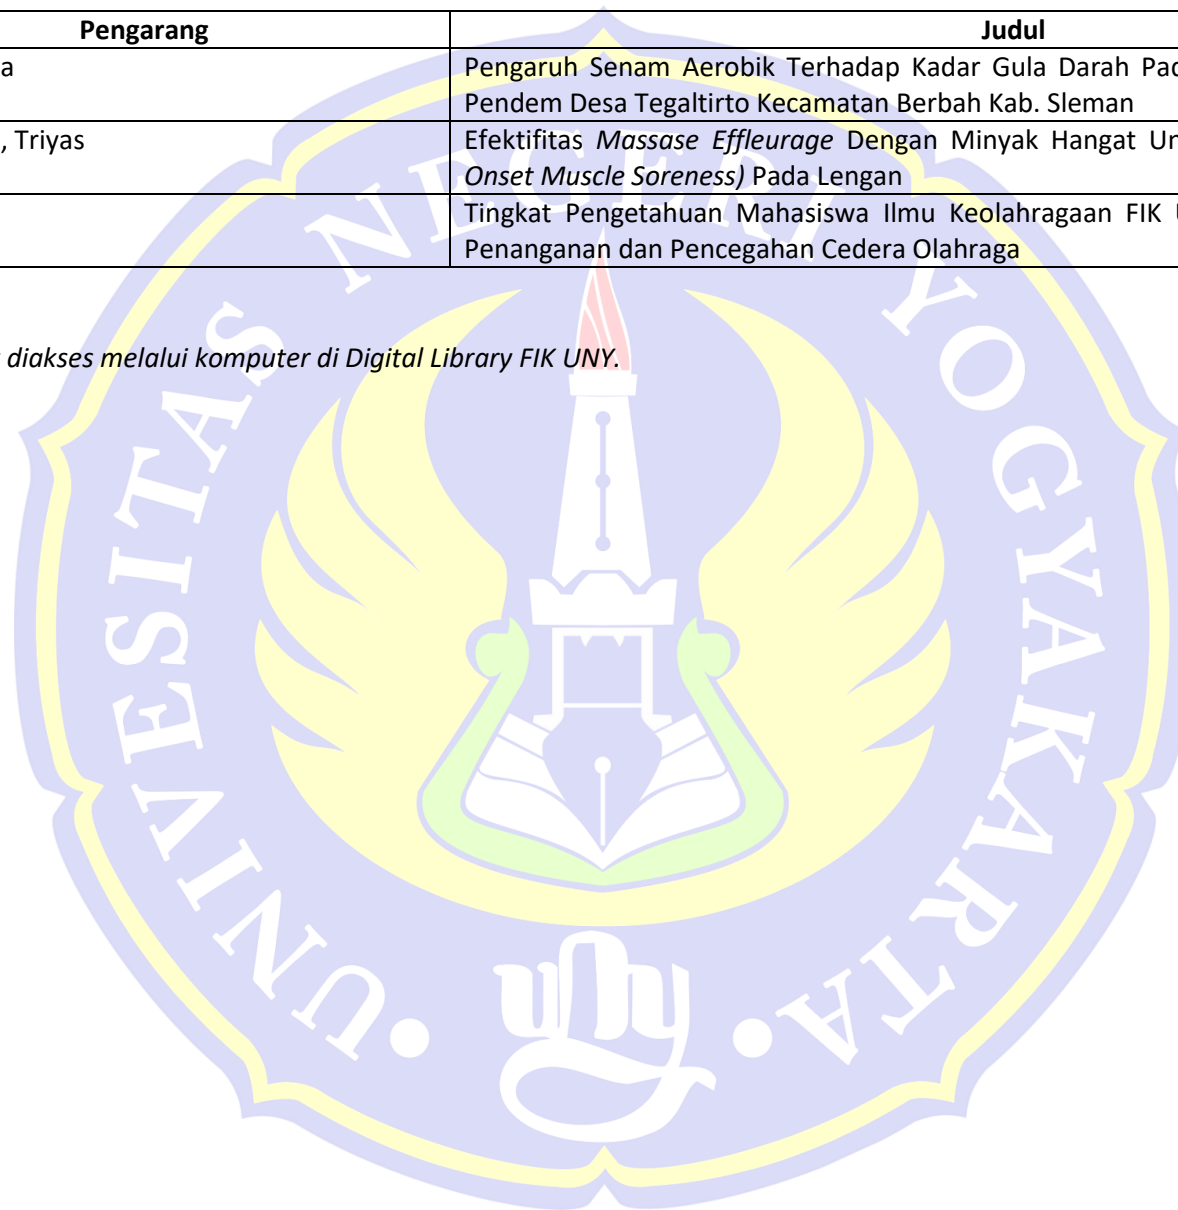 Pengarang Judul
a Pengaruh Senam Aerobik Terhadap Kadar Gula Darah Pad
Pendem Desa Tegaltirto Kecamatan Berbah Kab. Sleman
, Triyas Efektifitas Massase Effleurage Dengan Minyak Hangat Un
Onset Muscle Soreness) Pada Lengan
Tingkat Pengetahuan Mahasiswa Ilmu Keolahragaan FIK U
Penanganan dan Pencegahan Cedera Olahraga
diakses melalui komputer di Digital Library FIK UNY.
UNIVESITAS NEGERI YOGYAKARTA
uny